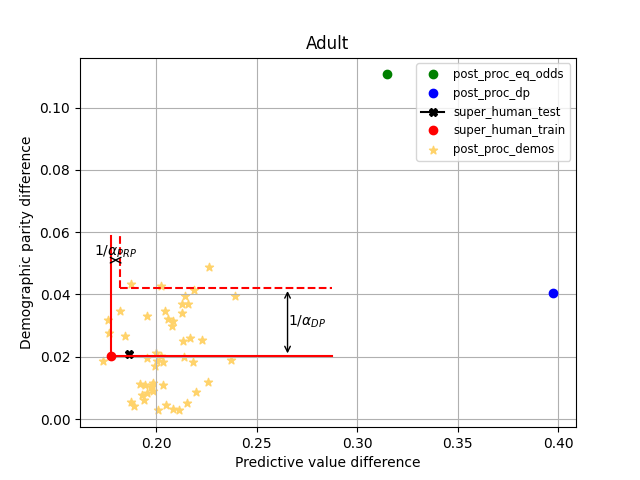 Adult
post_proc_eq_odds
post_proc_dp
super_human_test
super_human_train
post_proc_demos
0.10
0.08
0.06
0.04
0.02
0.00
Demographic parity difference
1/α_PRP
1/α_DP
0.20 0.25 0.30 0.35 0.40
Predictive value difference